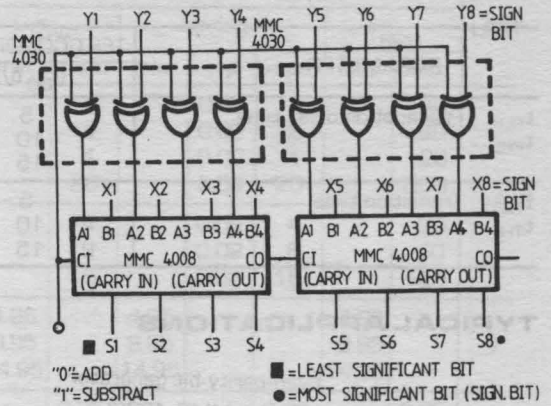 Y1 Y2 Y3 Y4 Y5 Y6 Y7 Y8=SIGN BIT
MMC 4030
MMC 4030
X1 X2 X3 X4 X5 X6 X7 X8=SIGN BIT
A1 B1 A2 B2 A3 B3 A4 B4
A1 B1 A2 B2 A3 B3 A4 B4
CI MMC 4008 CO
CI MMC 4008 CO
(CARRY IN) (CARRY OUT)
(CARRY IN) (CARRY OUT)
S1 S2 S3 S4 S5 S6 S7 S8
"0"=ADD
"1"=SUBSTRACT
=LEAST SIGNIFICANT BIT
=MOST SIGNIFICANT BIT (SIGN. BIT)